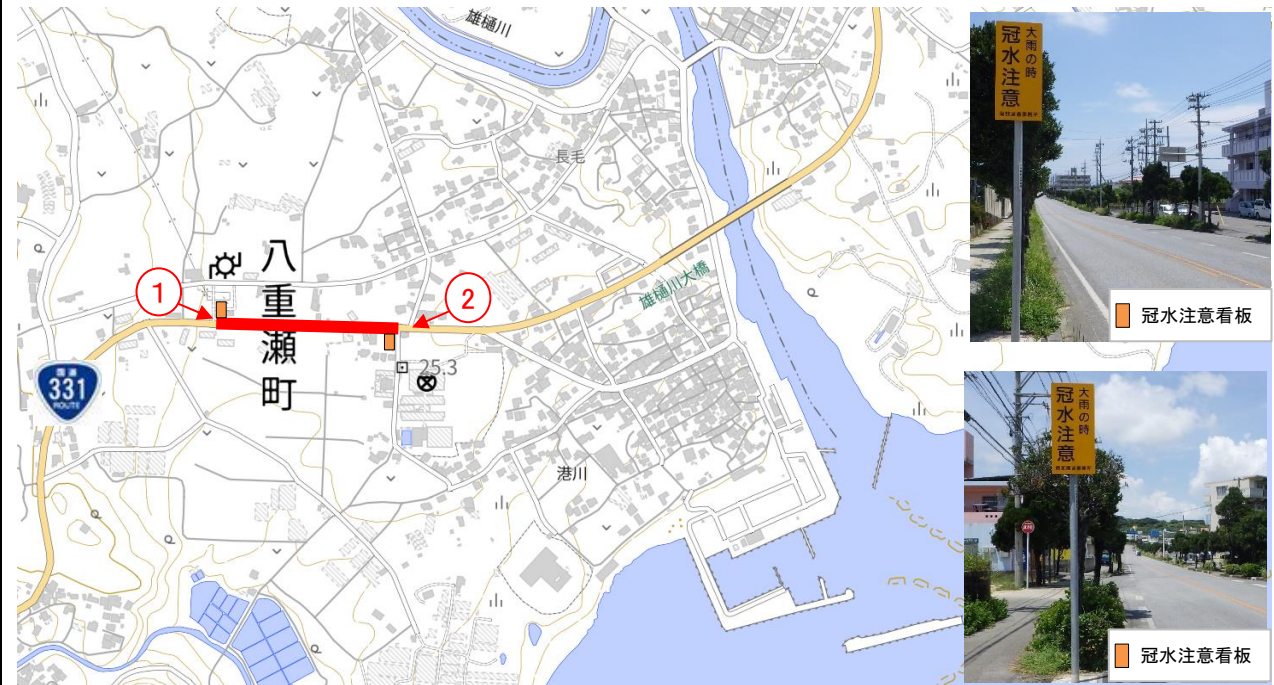 雄樋川
長毛
八重瀬町
①
②
雄樋川大橋
国道
331
ROUTE
25.3
港川
大雨の時
冠水注意
冠水注意看板
大雨の時
冠水注意
冠水注意看板